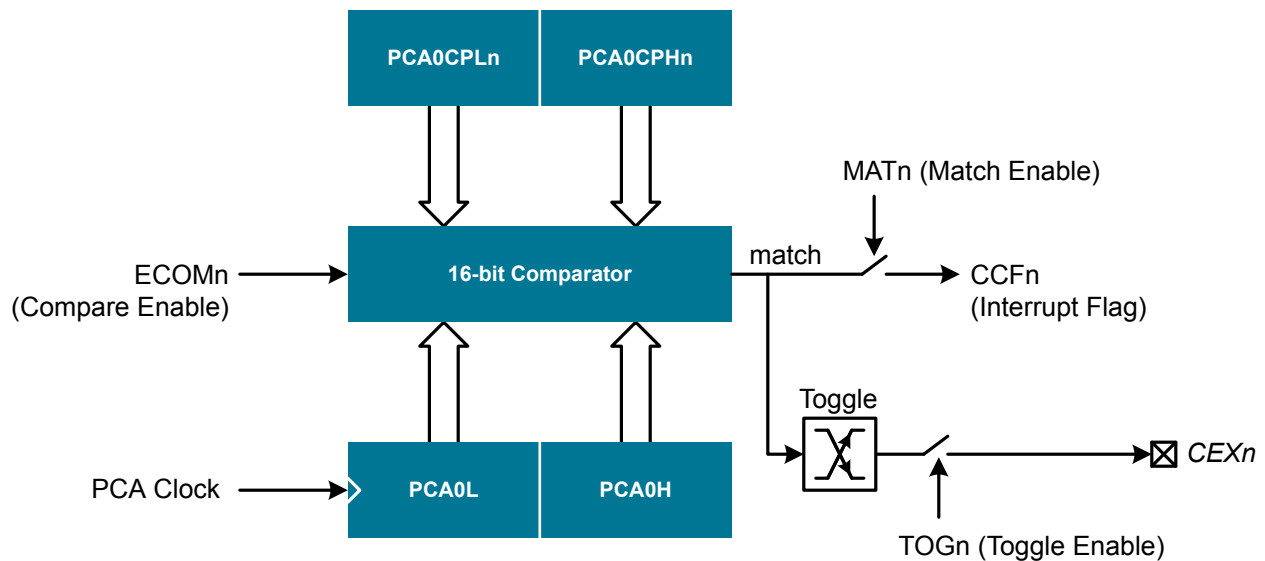 PCA0CPLn
PCA0CPHn
MATn (Match Enable)
ECOMn
(Compare Enable)
16-bit Comparator
match
CCFn
(Interrupt Flag)
Toggle
PCA Clock
PCA0L
PCA0H
CEXn
TOGn (Toggle Enable)